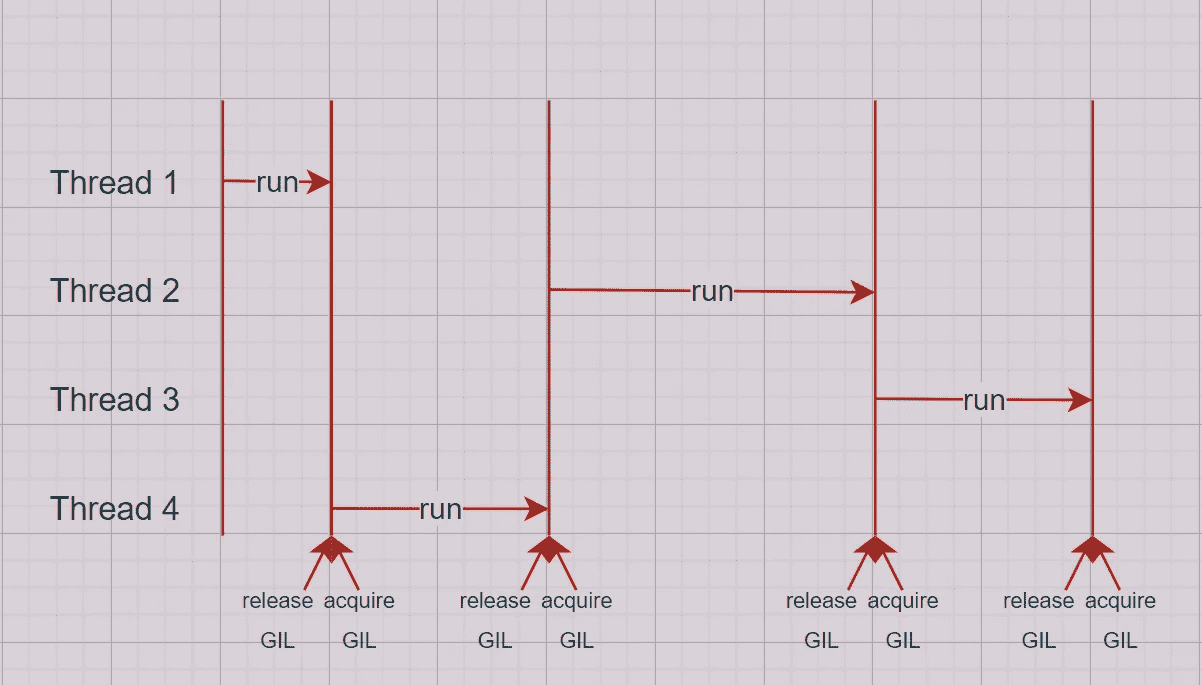 Thread 1 run
Thread 2 run
Thread 3 run
Thread 4 run
release acquire release acquire release acquire release acquire
GIL GIL GIL GIL GIL GIL GIL GIL